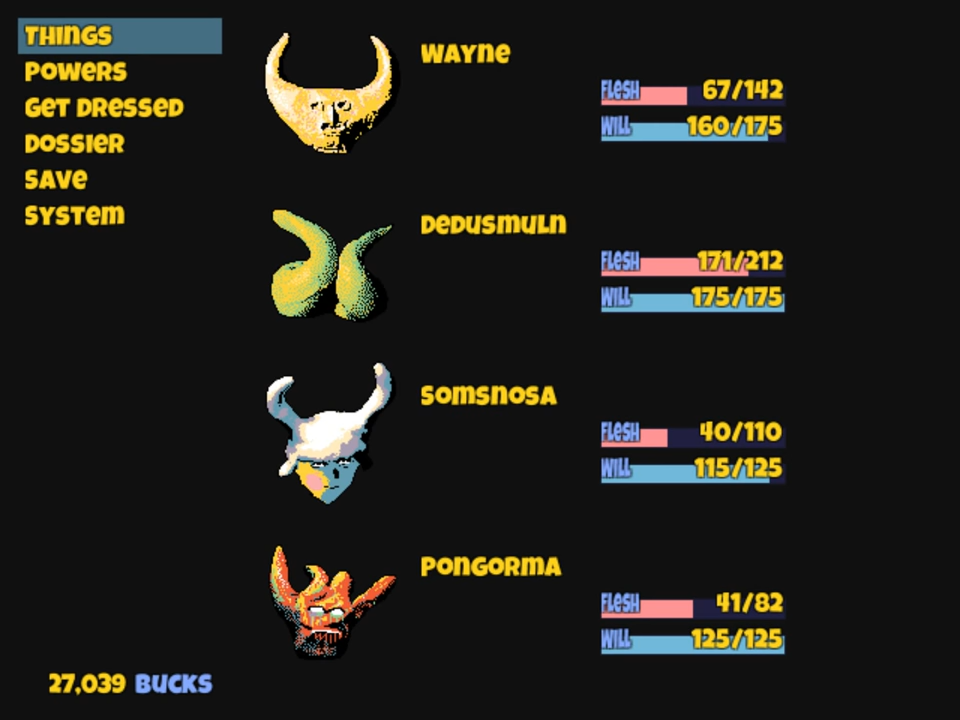 THINGS
POWERS
GET DRESSED
DOSSIER
SAVE
SYSTEM
WAYNE
FLESH 67/142
WILL 160/175
DEDUSMULN
FLESH 171/212
WILL 175/175
SOMSNOSA
FLESH 40/110
WILL 115/125
PONGORMA
FLESH 41/82
WILL 125/125
27,039 BUCKS